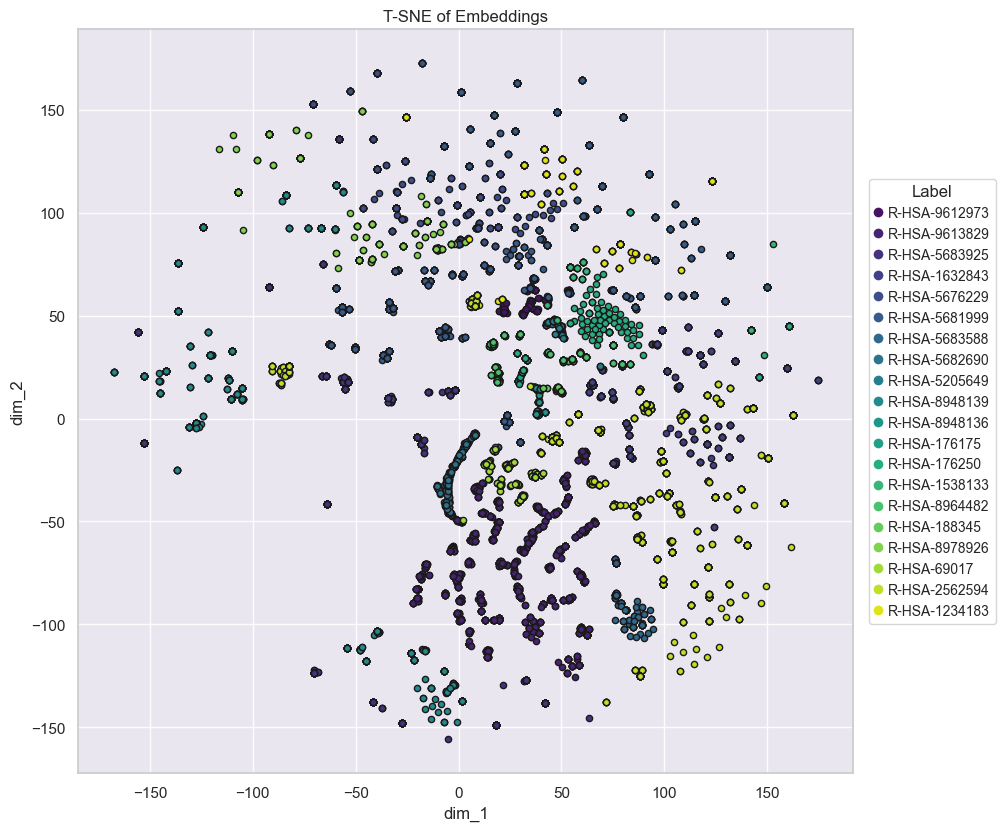 T-SNE of Embeddings
150
100
50
0
−50
−100
−150
dim_2
−150
−100
−50
0
50
100
150
dim_1
Label
R-HSA-9612973
R-HSA-9613829
R-HSA-5683925
R-HSA-1632843
R-HSA-5676229
R-HSA-5681999
R-HSA-5683588
R-HSA-5682690
R-HSA-5205649
R-HSA-8948139
R-HSA-8948136
R-HSA-176175
R-HSA-176250
R-HSA-1538133
R-HSA-8964482
R-HSA-188345
R-HSA-8978926
R-HSA-69017
R-HSA-2562594
R-HSA-1234183